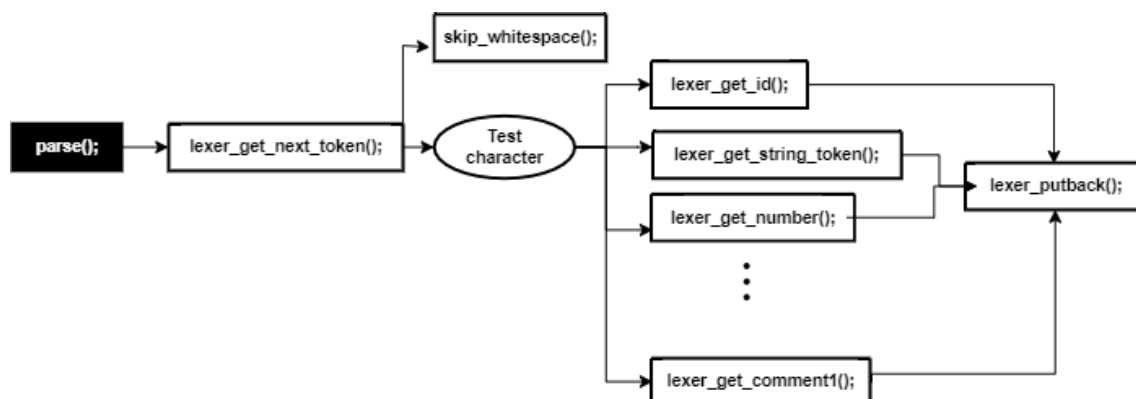 skip_whitespace();
parse();
lexer_get_next_token();
Test
character
lexer_get_id();
lexer_get_string_token();
lexer_get_number();
lexer_get_comment1();
lexer_putback();